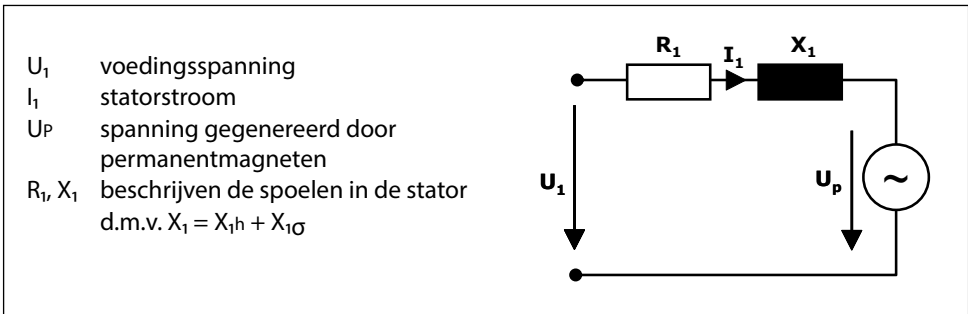 U₁ voedingsspanning
I₁ statorstroom
UP spanning gegenereerd door
permanentmagneten
R₁, X₁ beschrijven de spoelen in de stator
d.m.v. X₁ = X₁h + X₁σ
R₁
I₁
X₁
U₁
Uₚ
~